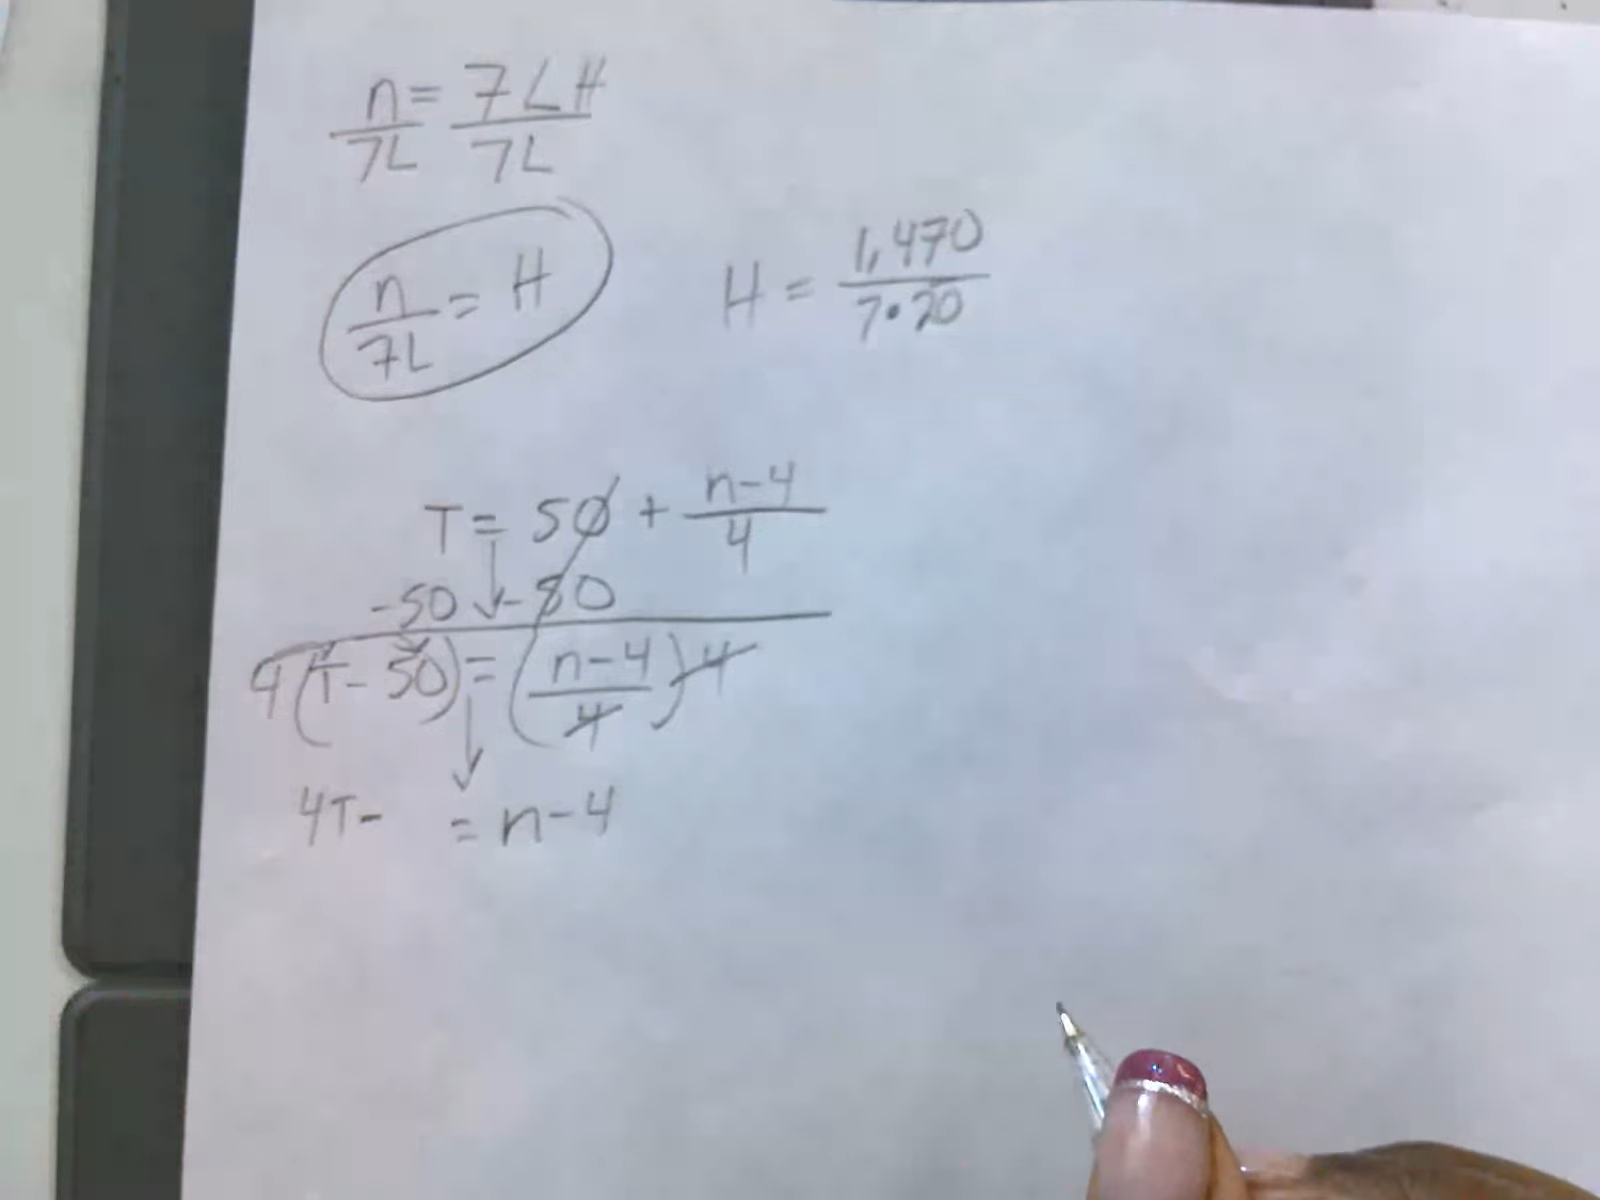 n = 7LH
7L 7L
n/7L = H
H = 1,470/7•20
T = 50 + n-4/4
-50 -50
4(T-50) = (n-4/4)4
4T- = n-4